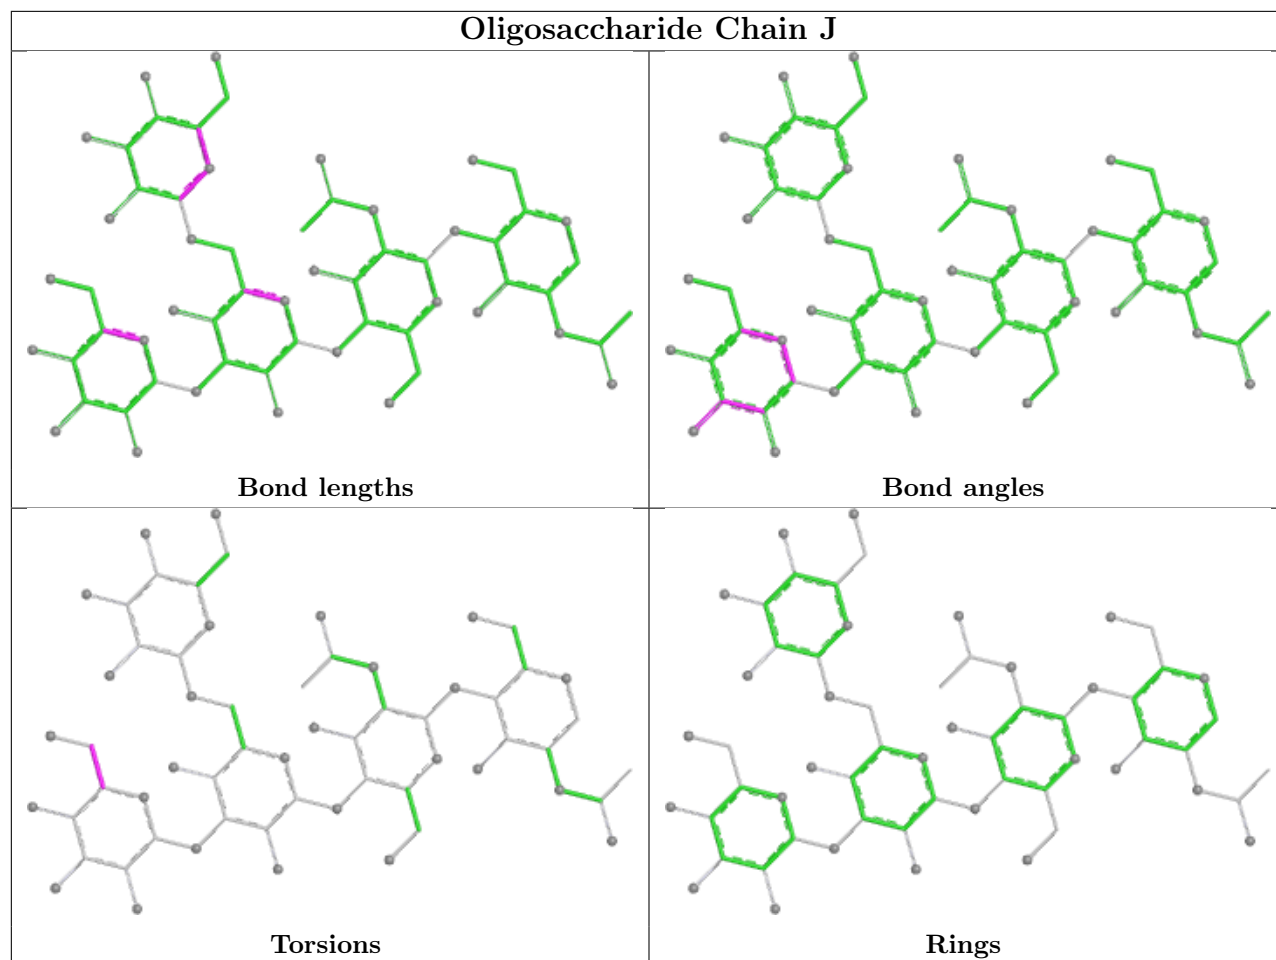 Oligosaccharide Chain J
Bond lengths
Bond angles
Torsions
Rings